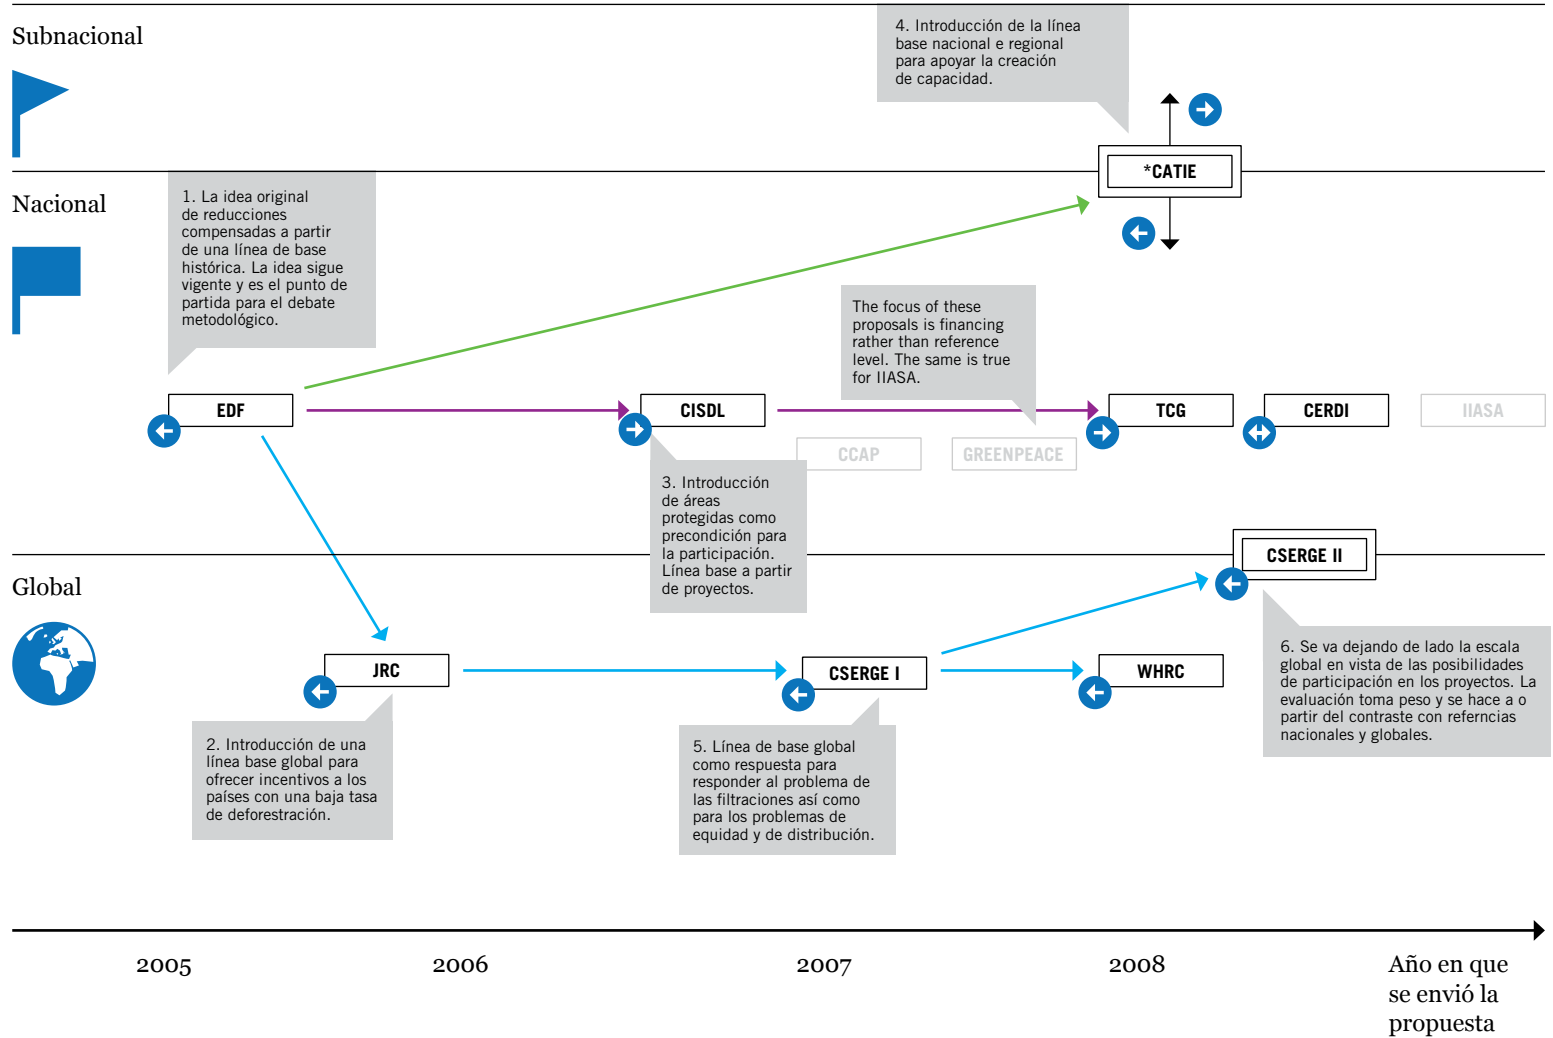 Subnacional
4. Introducción de la línea
base nacional e regional
para apoyar la creación
de capacidad.
*CATIE
Nacional
1. La idea original
de reducciones
compensadas a partir
de una línea de base
histórica. La idea sigue
vigente y es el punto de
partida para el debate
metodológico.
The focus of these
proposals is financing
rather than reference
level. The same is true
for IIASA.
EDF
CISDL
TCG
CERDI
IIASA
CCAP
GREENPEACE
3. Introducción
de áreas
protegidas como
precondición para
la participación.
Línea base a partir
de proyectos.
Global
CSERGE II
JRC
CSERGE I
WHRC
6. Se va dejando de lado la escala
global en vista de las posibilidades
de participación en los proyectos. La
evaluación toma peso y se hace a o
partir del contraste con referncias
nacionales y globales.
2. Introducción de una
línea base global para
ofrecer incentivos a los
países con una baja tasa
de deforestración.
5. Línea de base global
como respuesta para
responder al problema de
las filtraciones así como
para los problemas de
equidad y de distribución.
2005
2006
2007
2008
Año en que
se envió la
propuesta